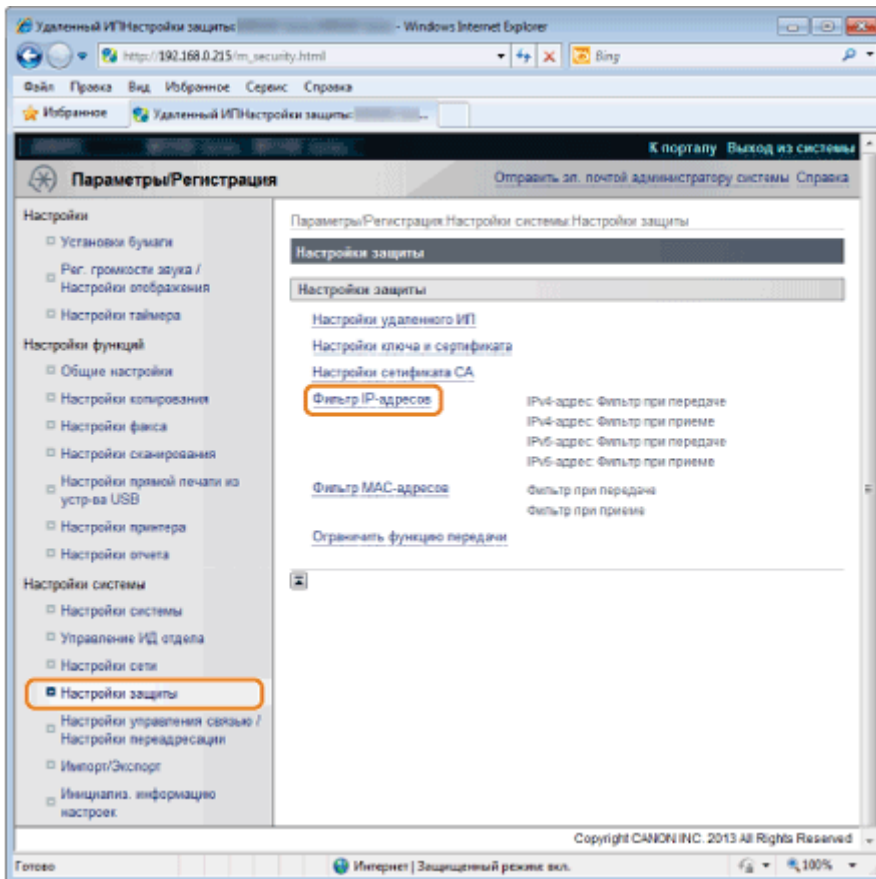 Удаленный ИПНастройки защиты: - Windows Internet Explorer
http://192.168.0.215/m_security.html
Bing
Файл Правка Вид Избранное Сервис Справка
Избранное Удаленный ИПНастройки защиты: ...
К порталу Выход из системы
Параметры/Регистрация
Отправить эл. почтой администратору системы Справка
Настройки
Установки бумаги
Рег. громкости звука /
Настройки отображения
Настройки таймера
Настройки функций
Общие настройки
Настройки копирования
Настройки факса
Настройки сканирования
Настройки прямой печати из
устр-ва USB
Настройки принтера
Настройки отчета
Настройки системы
Настройки системы
Управление ИД отдела
Настройки сети
Настройки защиты
Настройки управления связью /
Настройки переадресации
Импорт/Экспорт
Инициализ. информацию
настроек
Параметры/Регистрация:Настройки системы:Настройки защиты
Настройки защиты
Настройки защиты
Настройки удаленного ИП
Настройки ключа и сертификата
Настройки сетификата CA
Фильтр IP-адресов
IPv4-адрес: Фильтр при передаче
IPv4-адрес: Фильтр при приеме
IPv6-адрес: Фильтр при передаче
IPv6-адрес: Фильтр при приеме
Фильтр MAC-адресов
Фильтр при передаче
Фильтр при приеме
Ограничить функцию передачи
Copyright CANON INC. 2013 All Rights Reserved
Готово
Интернет | Защищенный режим: вкл.
100%